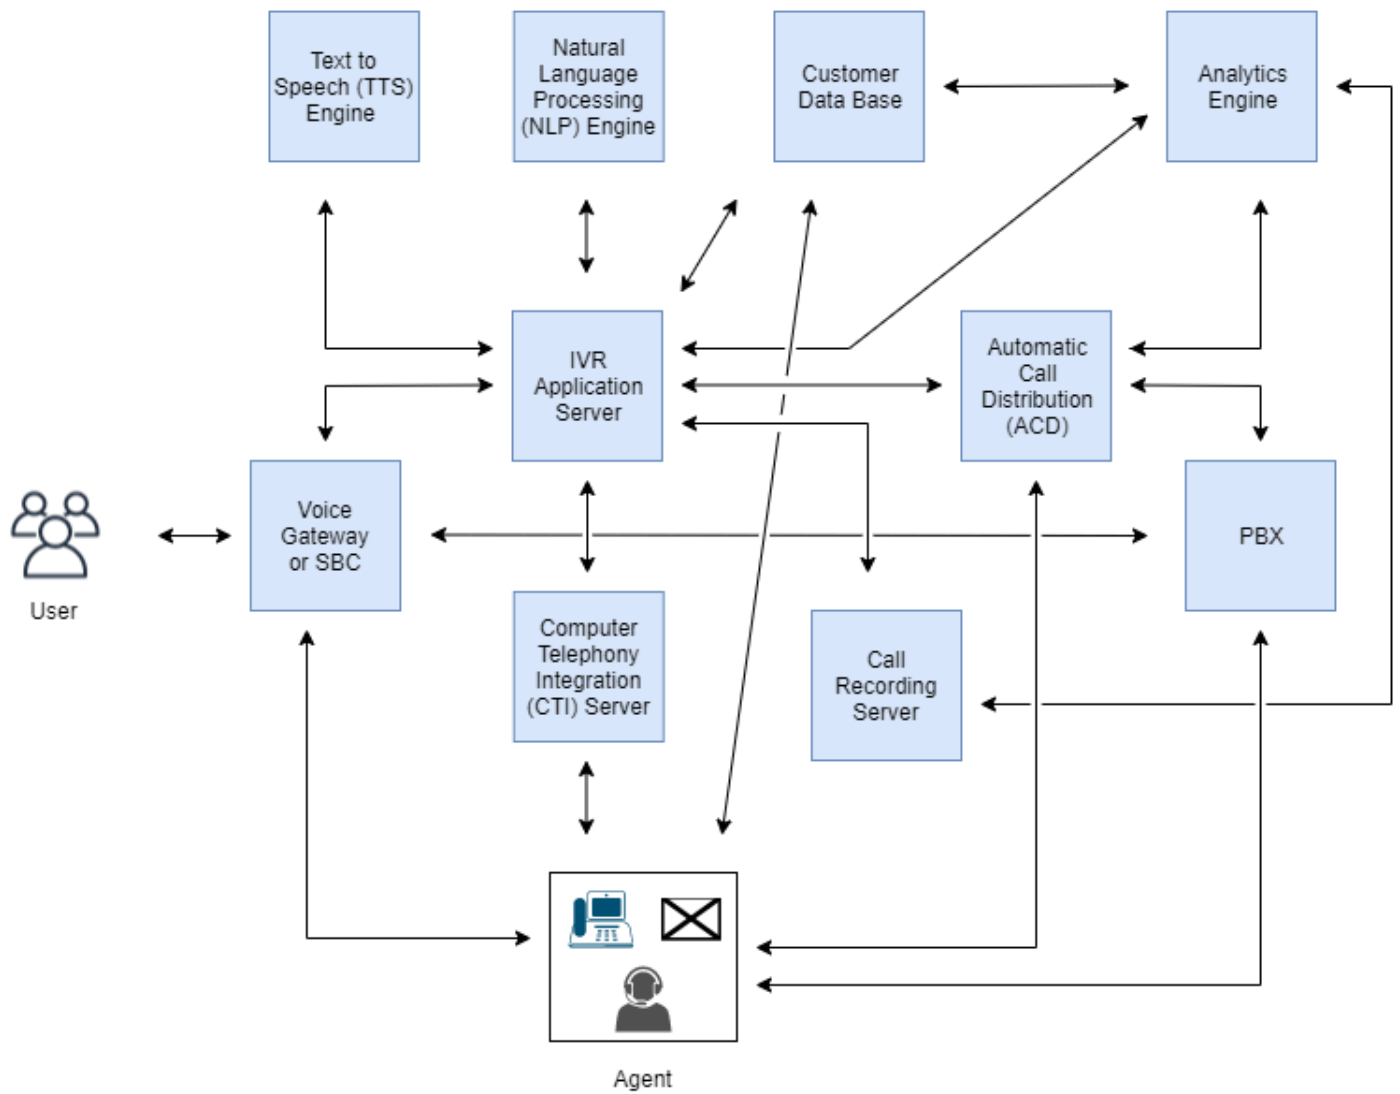 Text to
Speech (TTS)
Engine
Natural
Language
Processing
(NLP) Engine
Customer
Data Base
Analytics
Engine
IVR
Application
Server
Automatic
Call
Distribution
(ACD)
Voice
Gateway
or SBC
PBX
User
Computer
Telephony
Integration
(CTI) Server
Call
Recording
Server
Agent